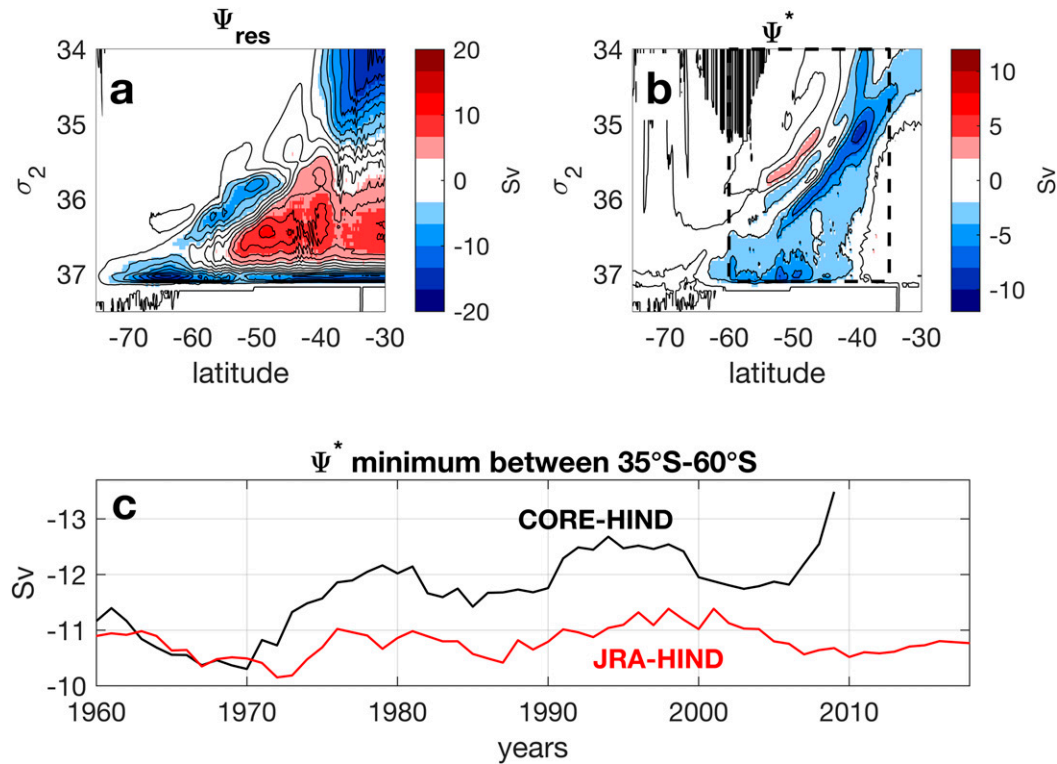 Ψres
a
34
35
36
37
σ2
-70 -60 -50 -40 -30
latitude
20
10
0
-10
-20
Sv
Ψ*
b
34
35
36
37
σ2
-70 -60 -50 -40 -30
latitude
10
5
0
-5
-10
Sv
Ψ* minimum between 35°S-60°S
c
-13
-12
-11
-10
Sv
CORE-HIND
JRA-HIND
1960 1970 1980 1990 2000 2010
years